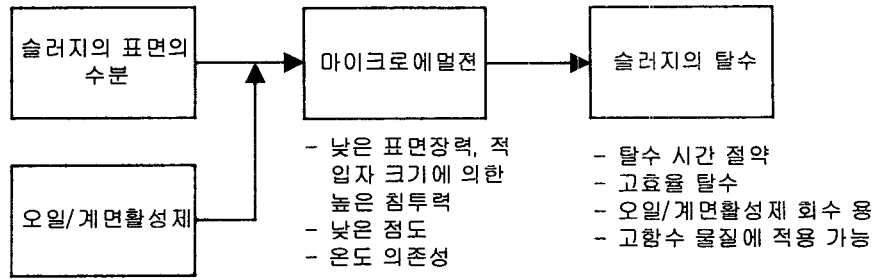 슬러지의 표면의
수분
오일/계면활성제
마이크로에멀젼
- 낮은 표면장력, 적
입자 크기에 의한
높은 침투력
- 낮은 점도
- 온도 의존성
슬러지의 탈수
- 탈수 시간 절약
- 고효율 탈수
- 오일/계면활성제 회수 용
- 고함수 물질에 적용 가능